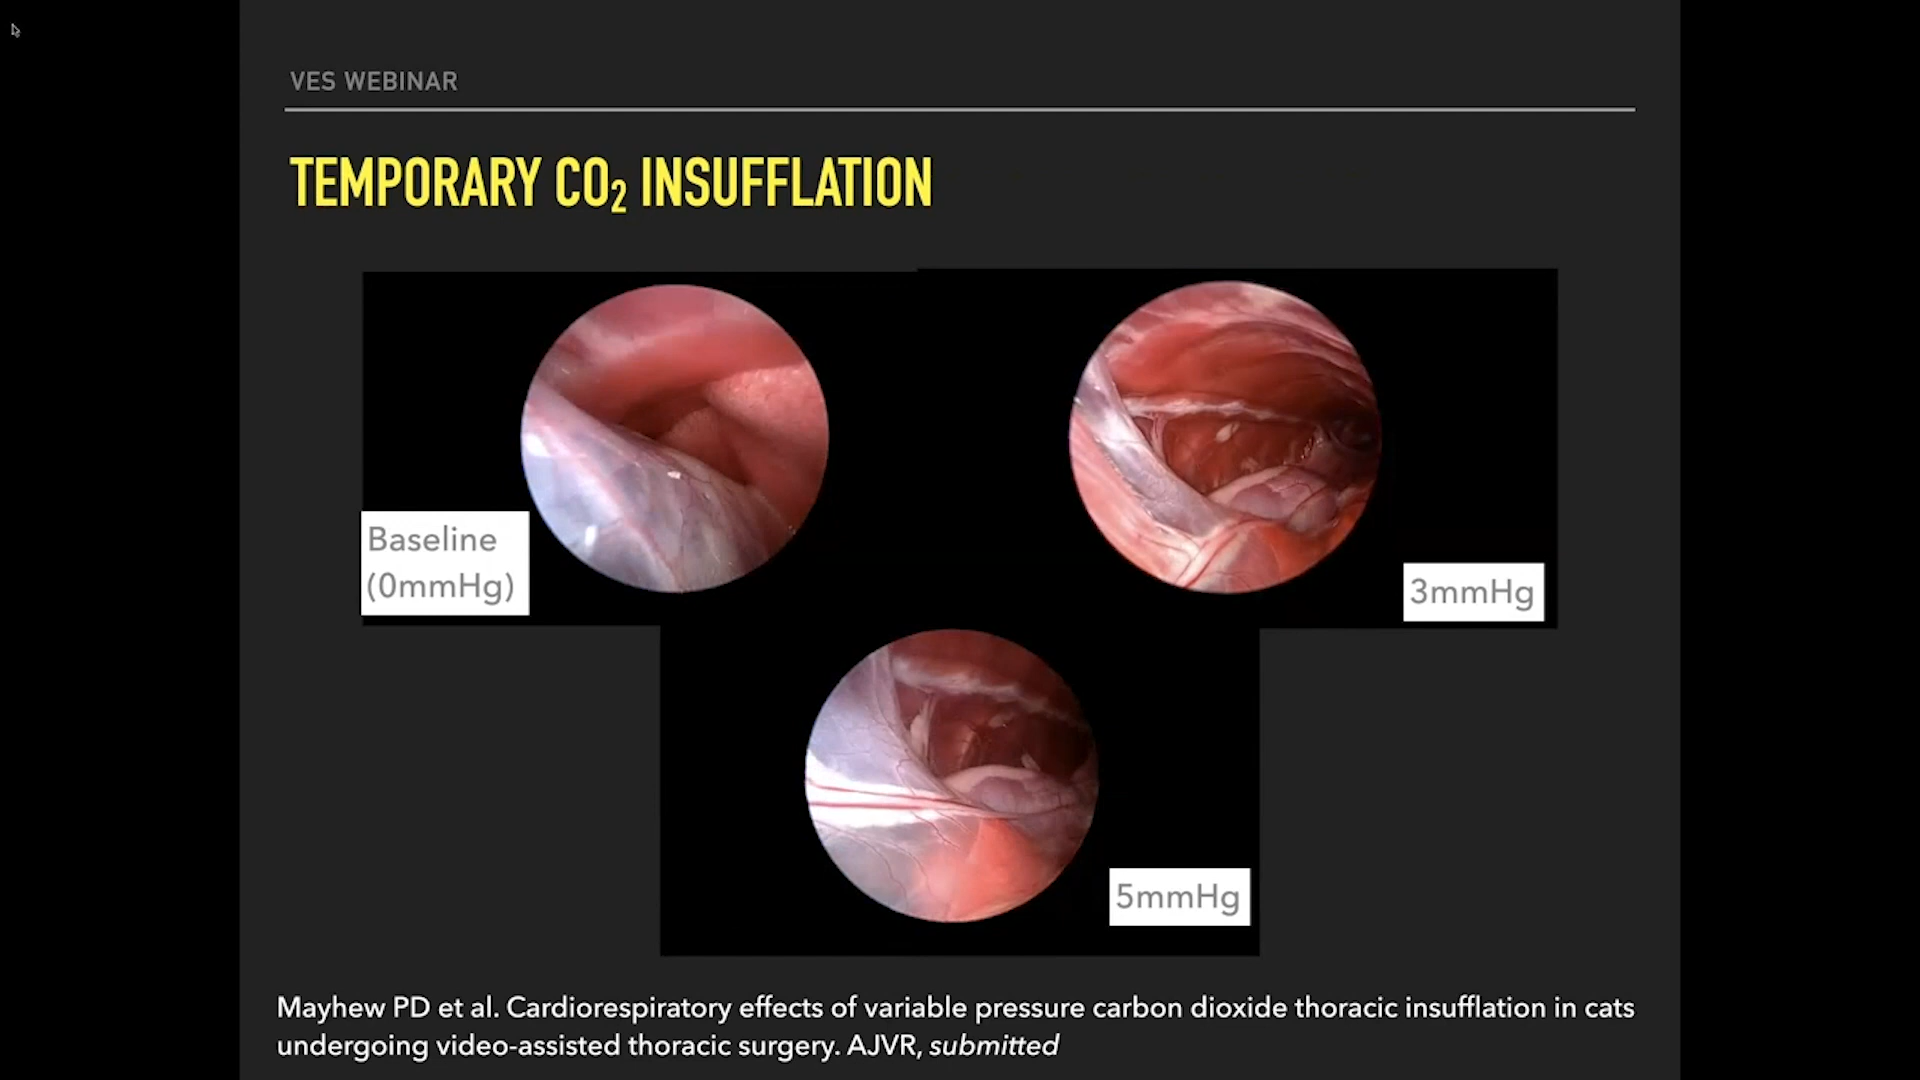 VES WEBINAR
TEMPORARY CO₂ INSUFFLATION
Baseline
(0mmHg)
3mmHg
5mmHg
Mayhew PD et al. Cardiorespiratory effects of variable pressure carbon dioxide thoracic insufflation in cats
undergoing video-assisted thoracic surgery. AJVR, submitted